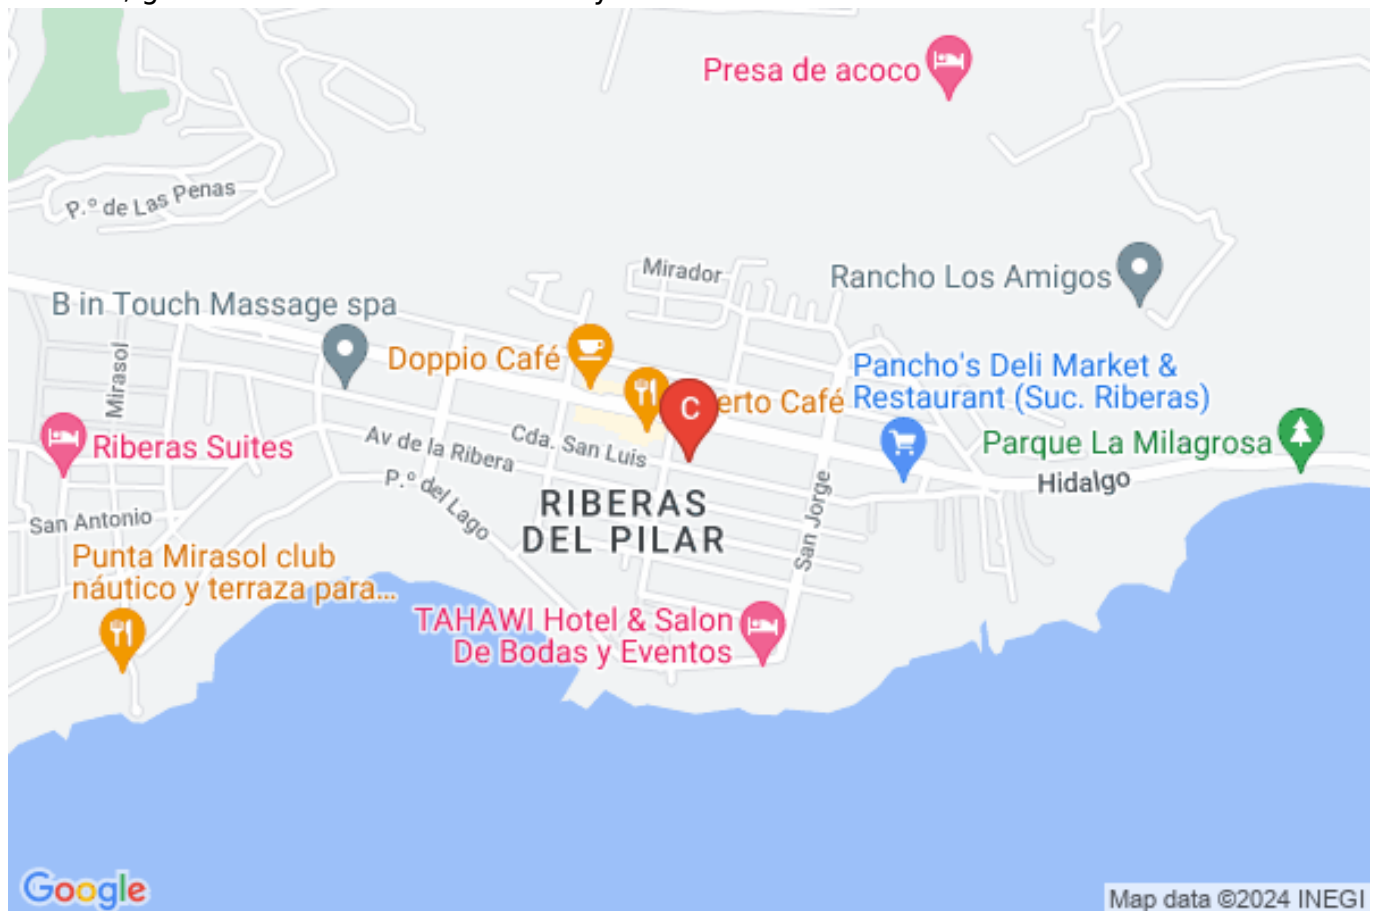 Presa de acoco
P.º de Las Penas
Mirador
Rancho Los Amigos
B in Touch Massage spa
Mirasol
Doppio Café
Pancho's Deli Market &
Restaurant (Suc. Riberas)
C
erto Café
Riberas Suites
Av de la Ribera
Cda. San Luis
Parque La Milagrosa
Hidalgo
P.º del Lago
San Antonio
RIBERAS
DEL PILAR
San Jorge
Punta Mirasol club
náutico y terraza para...
TAHAWI Hotel & Salon
De Bodas y Eventos
Google
Map data ©2024 INEGI